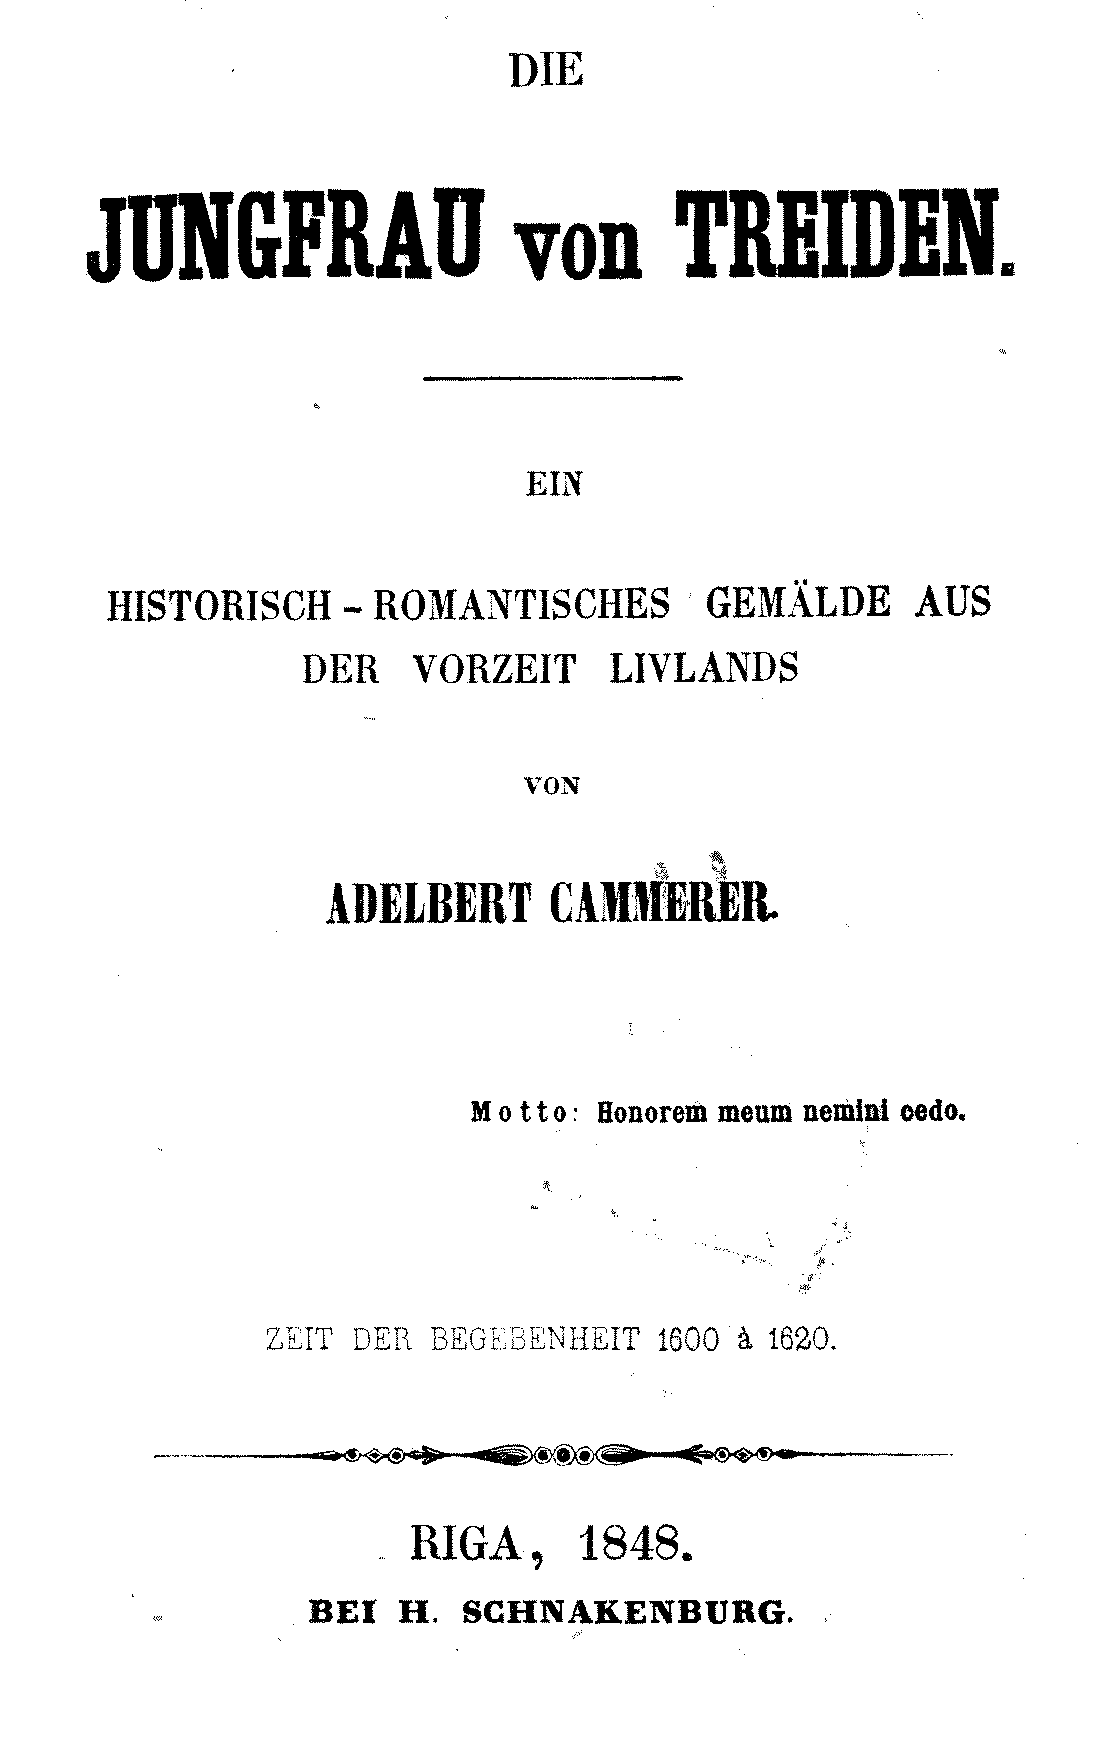 DIE
JUNGFRAU von TREIDEN.
EIN
HISTORISCH - ROMANTISCHES GEMÄLDE AUS
DER VORZEIT LIVLANDS
VON
ADELBERT CAMMERER.
Motto: Honorem meum nemini cedo.
ZEIT DER BEGEBENHEIT 1600 à 1620.
RIGA, 1848.
BEI H. SCHNAKENBURG.